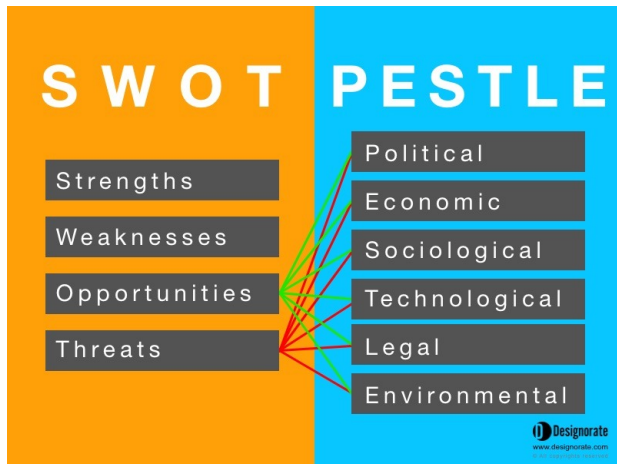 SWOT
Strengths
Weaknesses
Opportunities
Threats
PESTLE
Political
Economic
Sociological
Technological
Legal
Environmental
Designorate
www.designorate.com